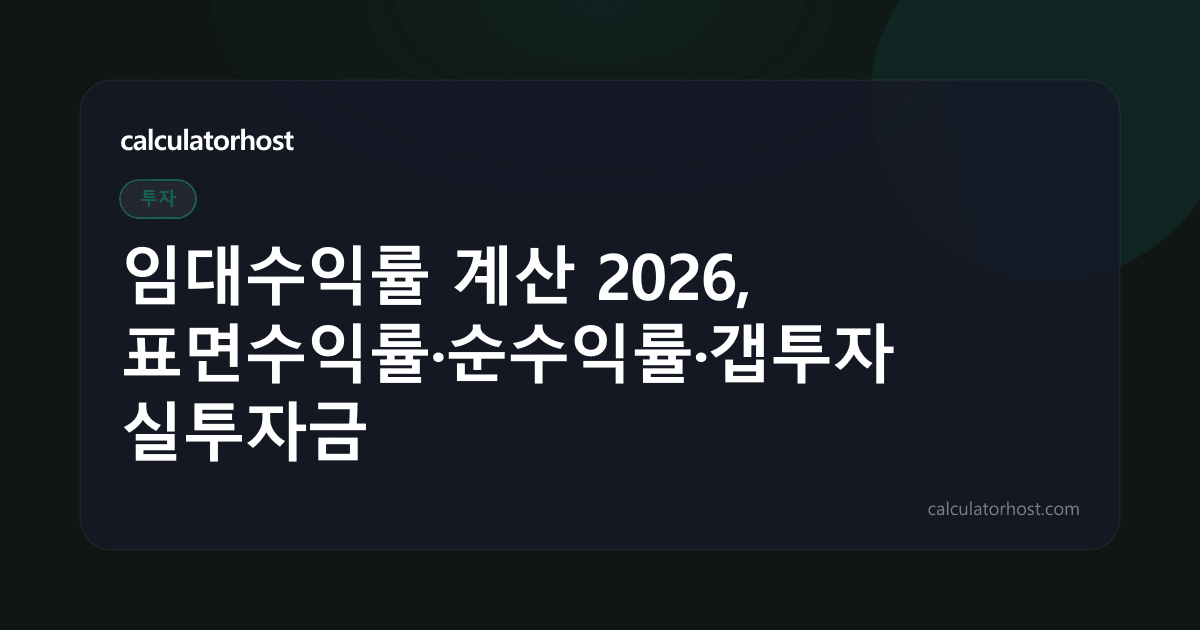 calculatorhost
투자
임대수익률 계산 2026,
표면수익률·순수익률·갭투자
실투자금
calculatorhost.com